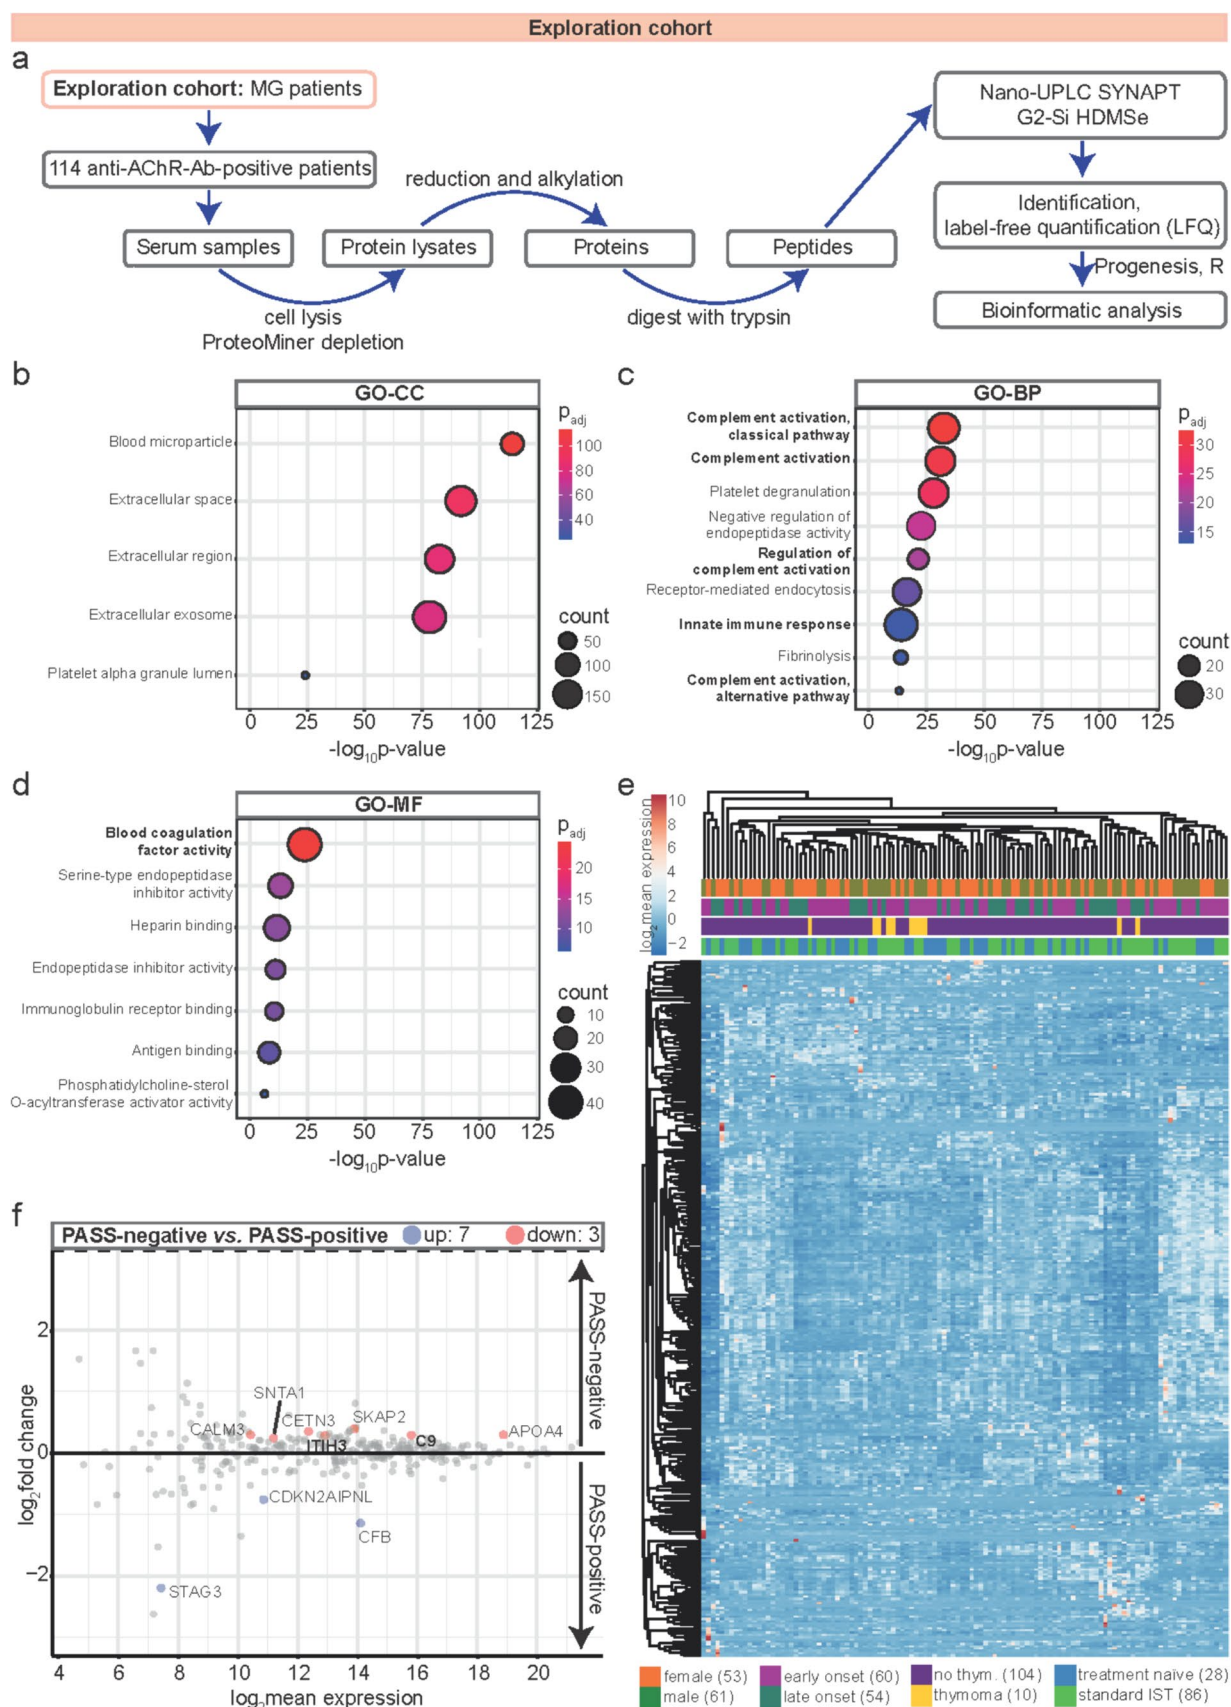 Exploration cohort
a
Exploration cohort: MG patients
114 anti-AChR-Ab-positive patients
Serum samples
Protein lysates
Proteins
Peptides
reduction and alkylation
cell lysis
ProteoMiner depletion
digest with trypsin
Nano-UPLC SYNAPT
G2-Si HDMSe
Identification,
label-free quantification (LFQ)
Progenesis, R
Bioinformatic analysis
b
GO-CC
Blood microparticle
Extracellular space
Extracellular region
Extracellular exosome
Platelet alpha granule lumen
0 25 50 75 100 125
-log10p-value
padj
100
80
60
40
count
50
100
150
c
GO-BP
Complement activation,
classical pathway
Complement activation
Platelet degranulation
Negative regulation of
endopeptidase activity
Regulation of
complement activation
Receptor-mediated endocytosis
Innate immune response
Fibrinolysis
Complement activation,
alternative pathway
0 25 50 75 100 125
-log10p-value
padj
30
25
20
15
count
20
30
d
GO-MF
Blood coagulation
factor activity
Serine-type endopeptidase
inhibitor activity
Heparin binding
Endopeptidase inhibitor activity
Immunoglobulin receptor binding
Antigen binding
Phosphatidylcholine-sterol
O-acyltransferase activator activity
0 25 50 75 100 125
-log10p-value
padj
20
15
10
count
10
20
30
40
e
log2mean expression
10
8
6
4
2
0
−2
female (53)
male (61)
early onset (60)
late onset (54)
no thym. (104)
thymoma (10)
treatment naive (28)
standard IST (86)
f
PASS-negative vs. PASS-positive up: 7 down: 3
2
0
−2
log2fold change
SNTA1
CALM3
CETN3
SKAP2
ITIH3
C9
APOA4
CDKN2AIPNL
CFB
STAG3
PASS-negative
PASS-positive
4 6 8 10 12 14 16 18 20
log2mean expression